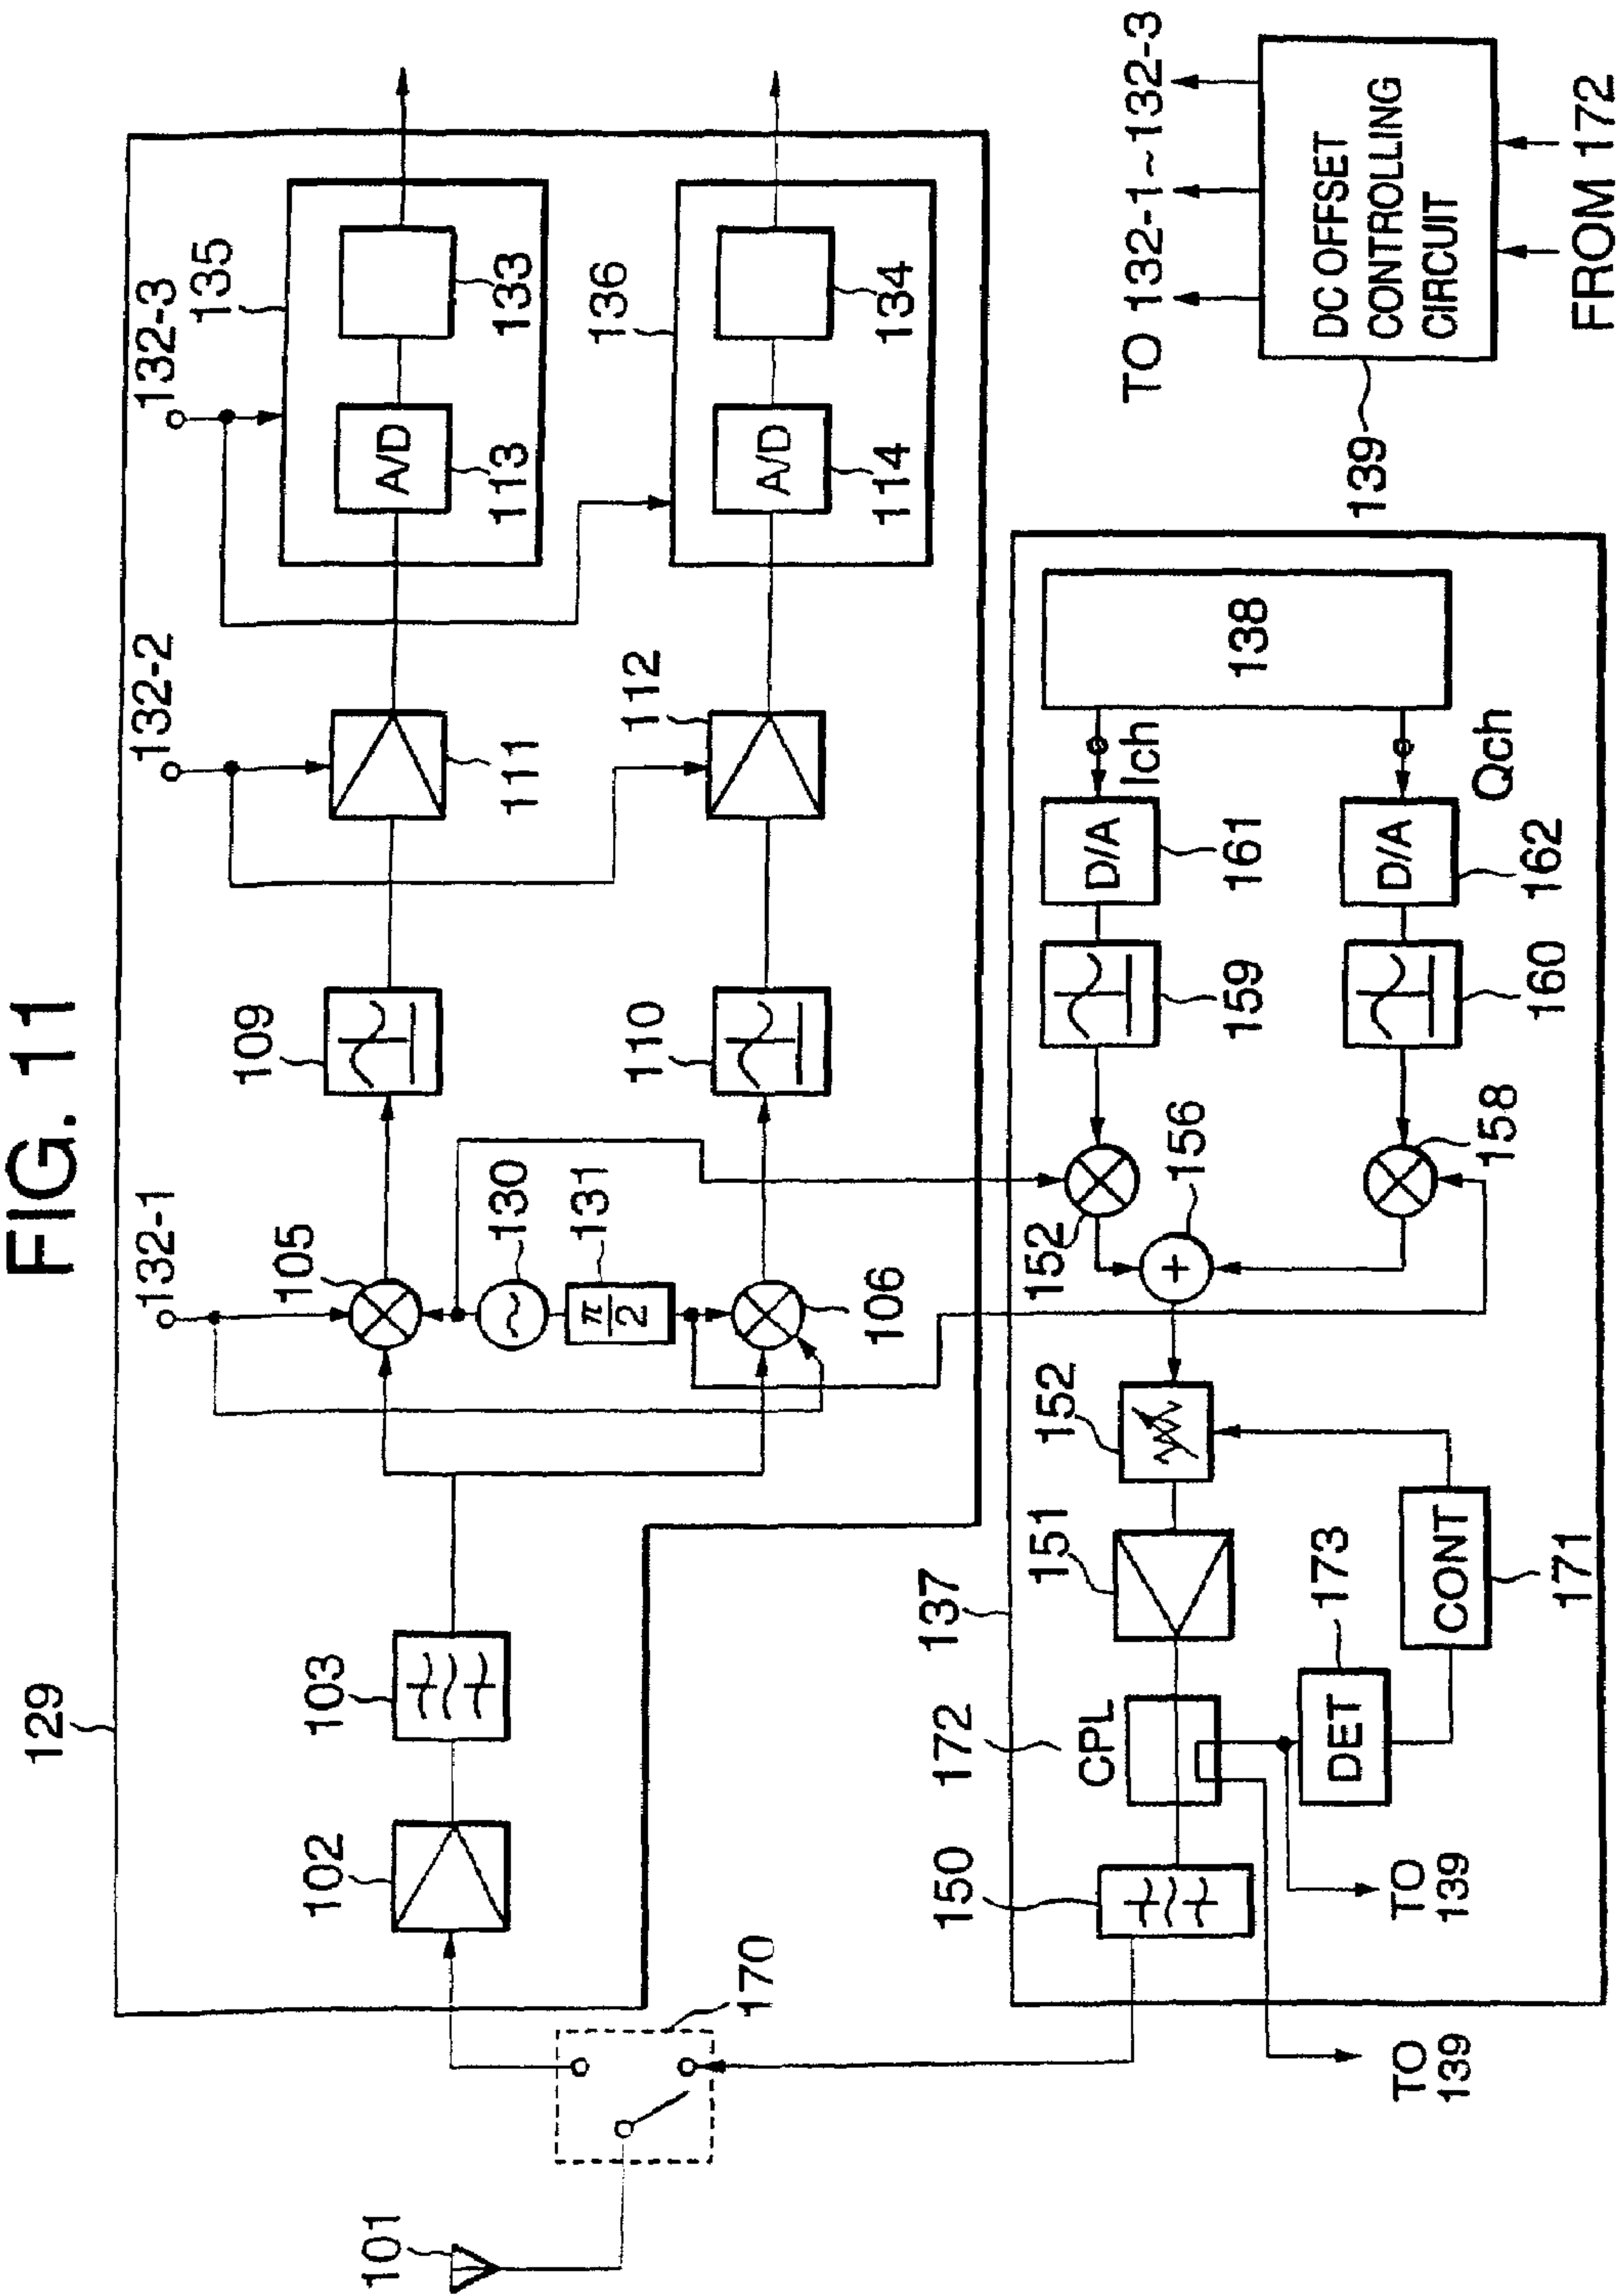 FIG. 11
129
132-1
132-2
132-3
135
105
109
103
102
130
131
π/2
106
110
111
112
136
A/D
113
133
A/D
114
134
101
170
137
172
CPL
150
151
152
173
DET
CONT
171
152
156
158
159
160
D/A
161
D/A
162
Ich
Qch
138
TO 139
TO 139
TO 132-1~132-3
DC OFFSET
CONTROLLING
CIRCUIT
139
FROM 172